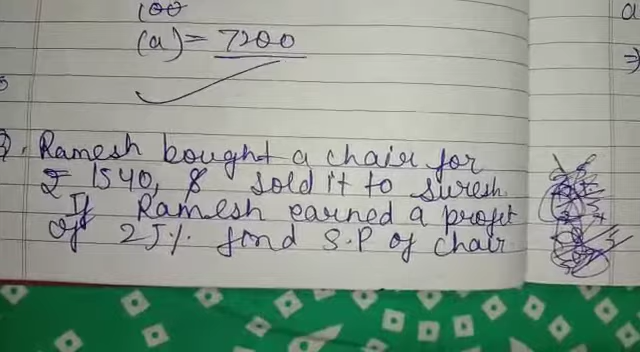 100
(a) = 7200
Q. Ramesh bought a chair for
₹ 1540, & sold it to Suresh.
If Ramesh earned a profit
of 25%. find S.P of chair
a
⇒